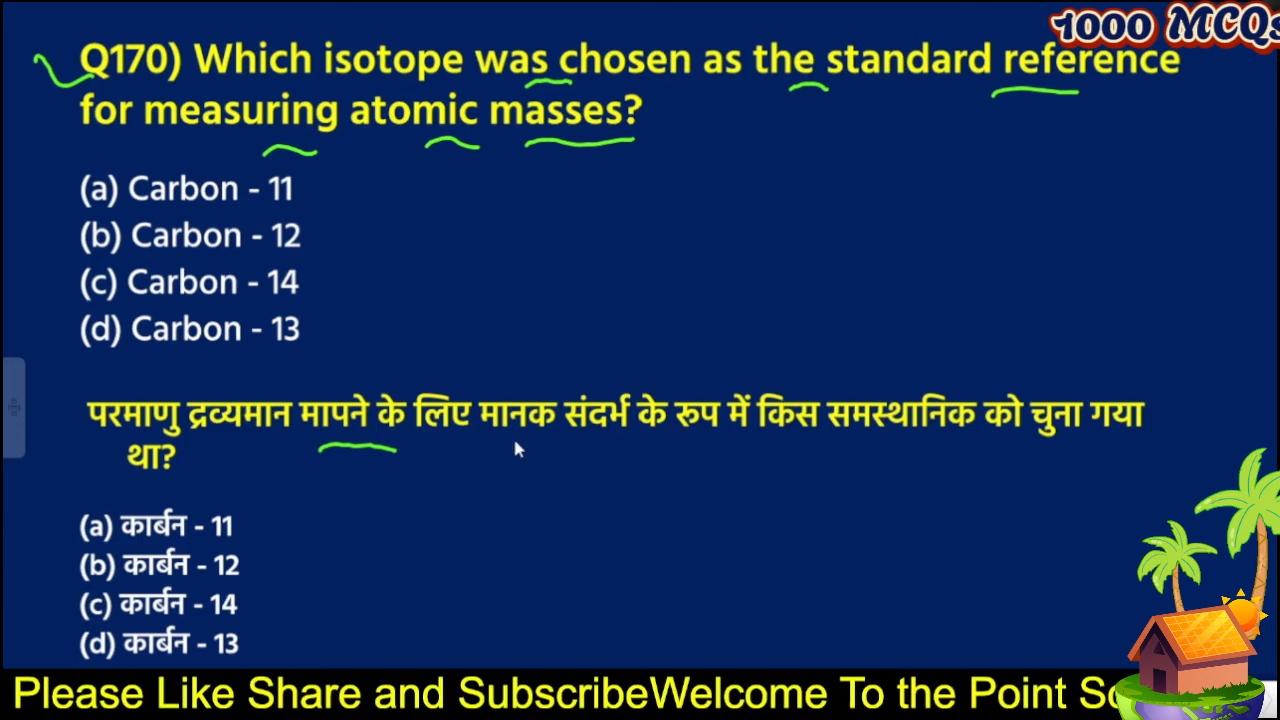 1000 MCQs
Q170) Which isotope was chosen as the standard reference
for measuring atomic masses?
(a) Carbon - 11
(b) Carbon - 12
(c) Carbon - 14
(d) Carbon - 13
परमाणु द्रव्यमान मापने के लिए मानक संदर्भ के रूप में किस समस्थानिक को चुना गया
था?
(a) कार्बन - 11
(b) कार्बन - 12
(c) कार्बन - 14
(d) कार्बन - 13
Please Like Share and SubscribeWelcome To the Point